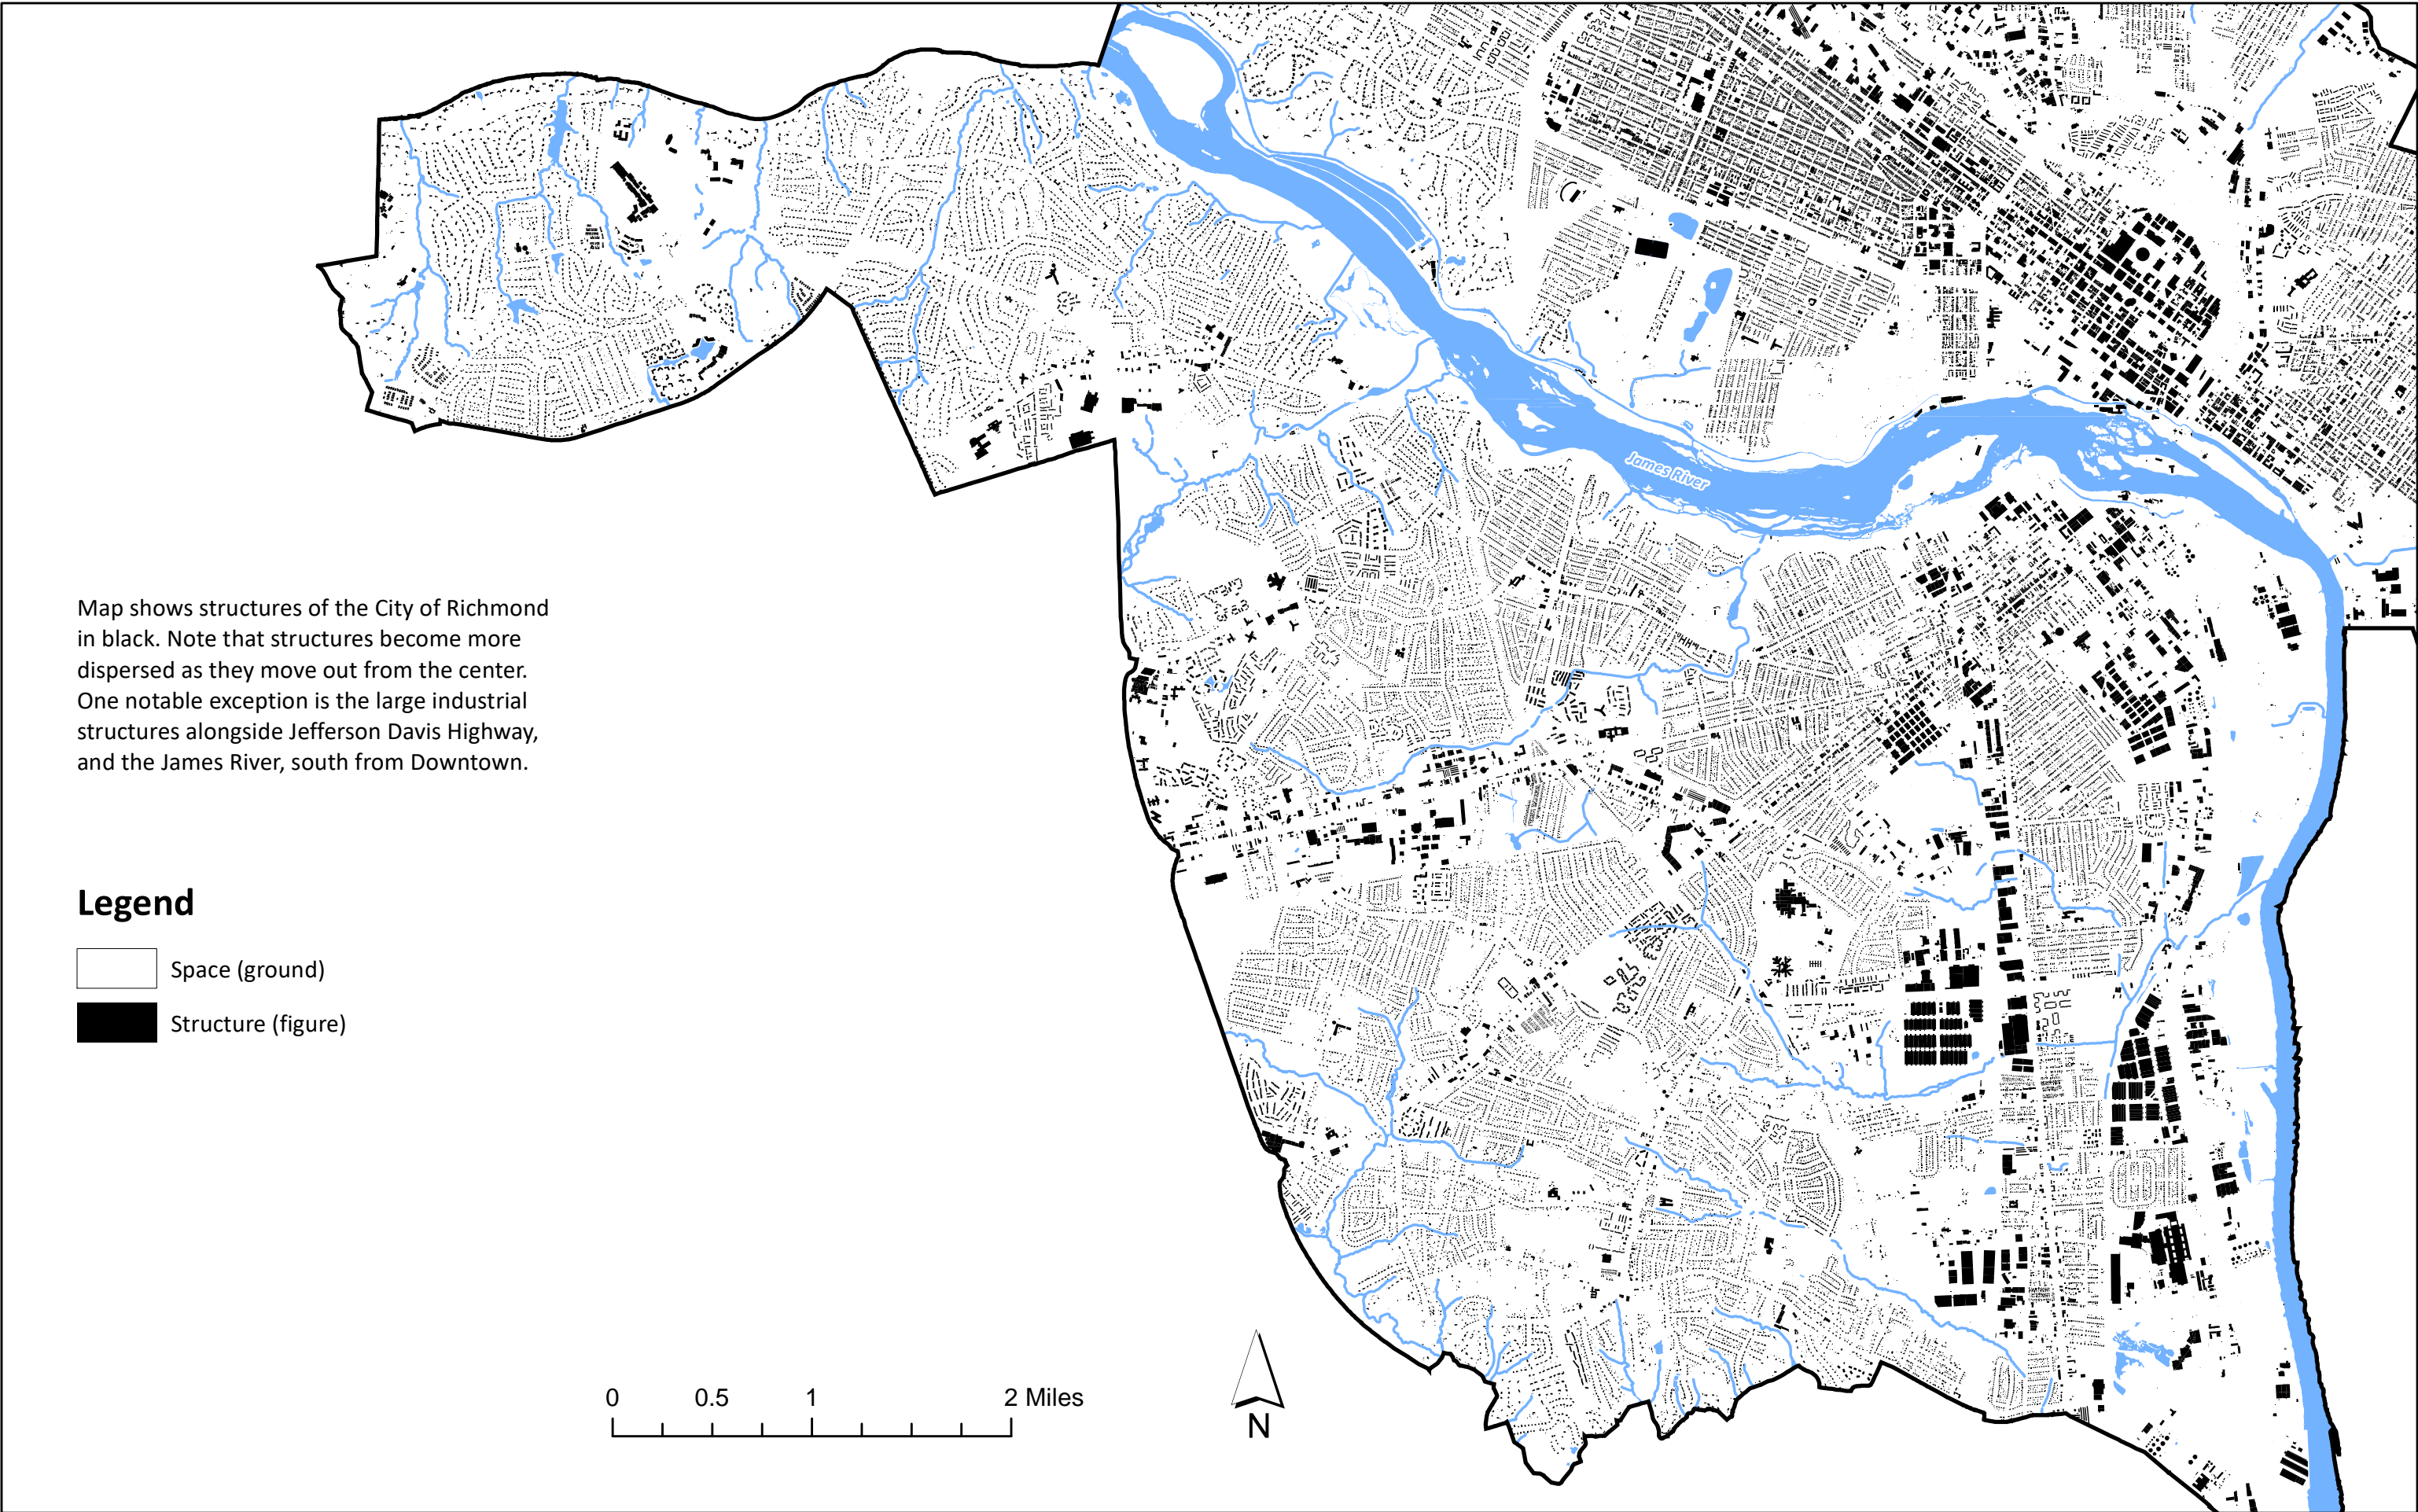 James River
Map shows structures of the City of Richmond
in black. Note that structures become more
dispersed as they move out from the center.
One notable exception is the large industrial
structures alongside Jefferson Davis Highway,
and the James River, south from Downtown.
Legend
Space (ground)
Structure (figure)
0 0.5 1 2 Miles
N